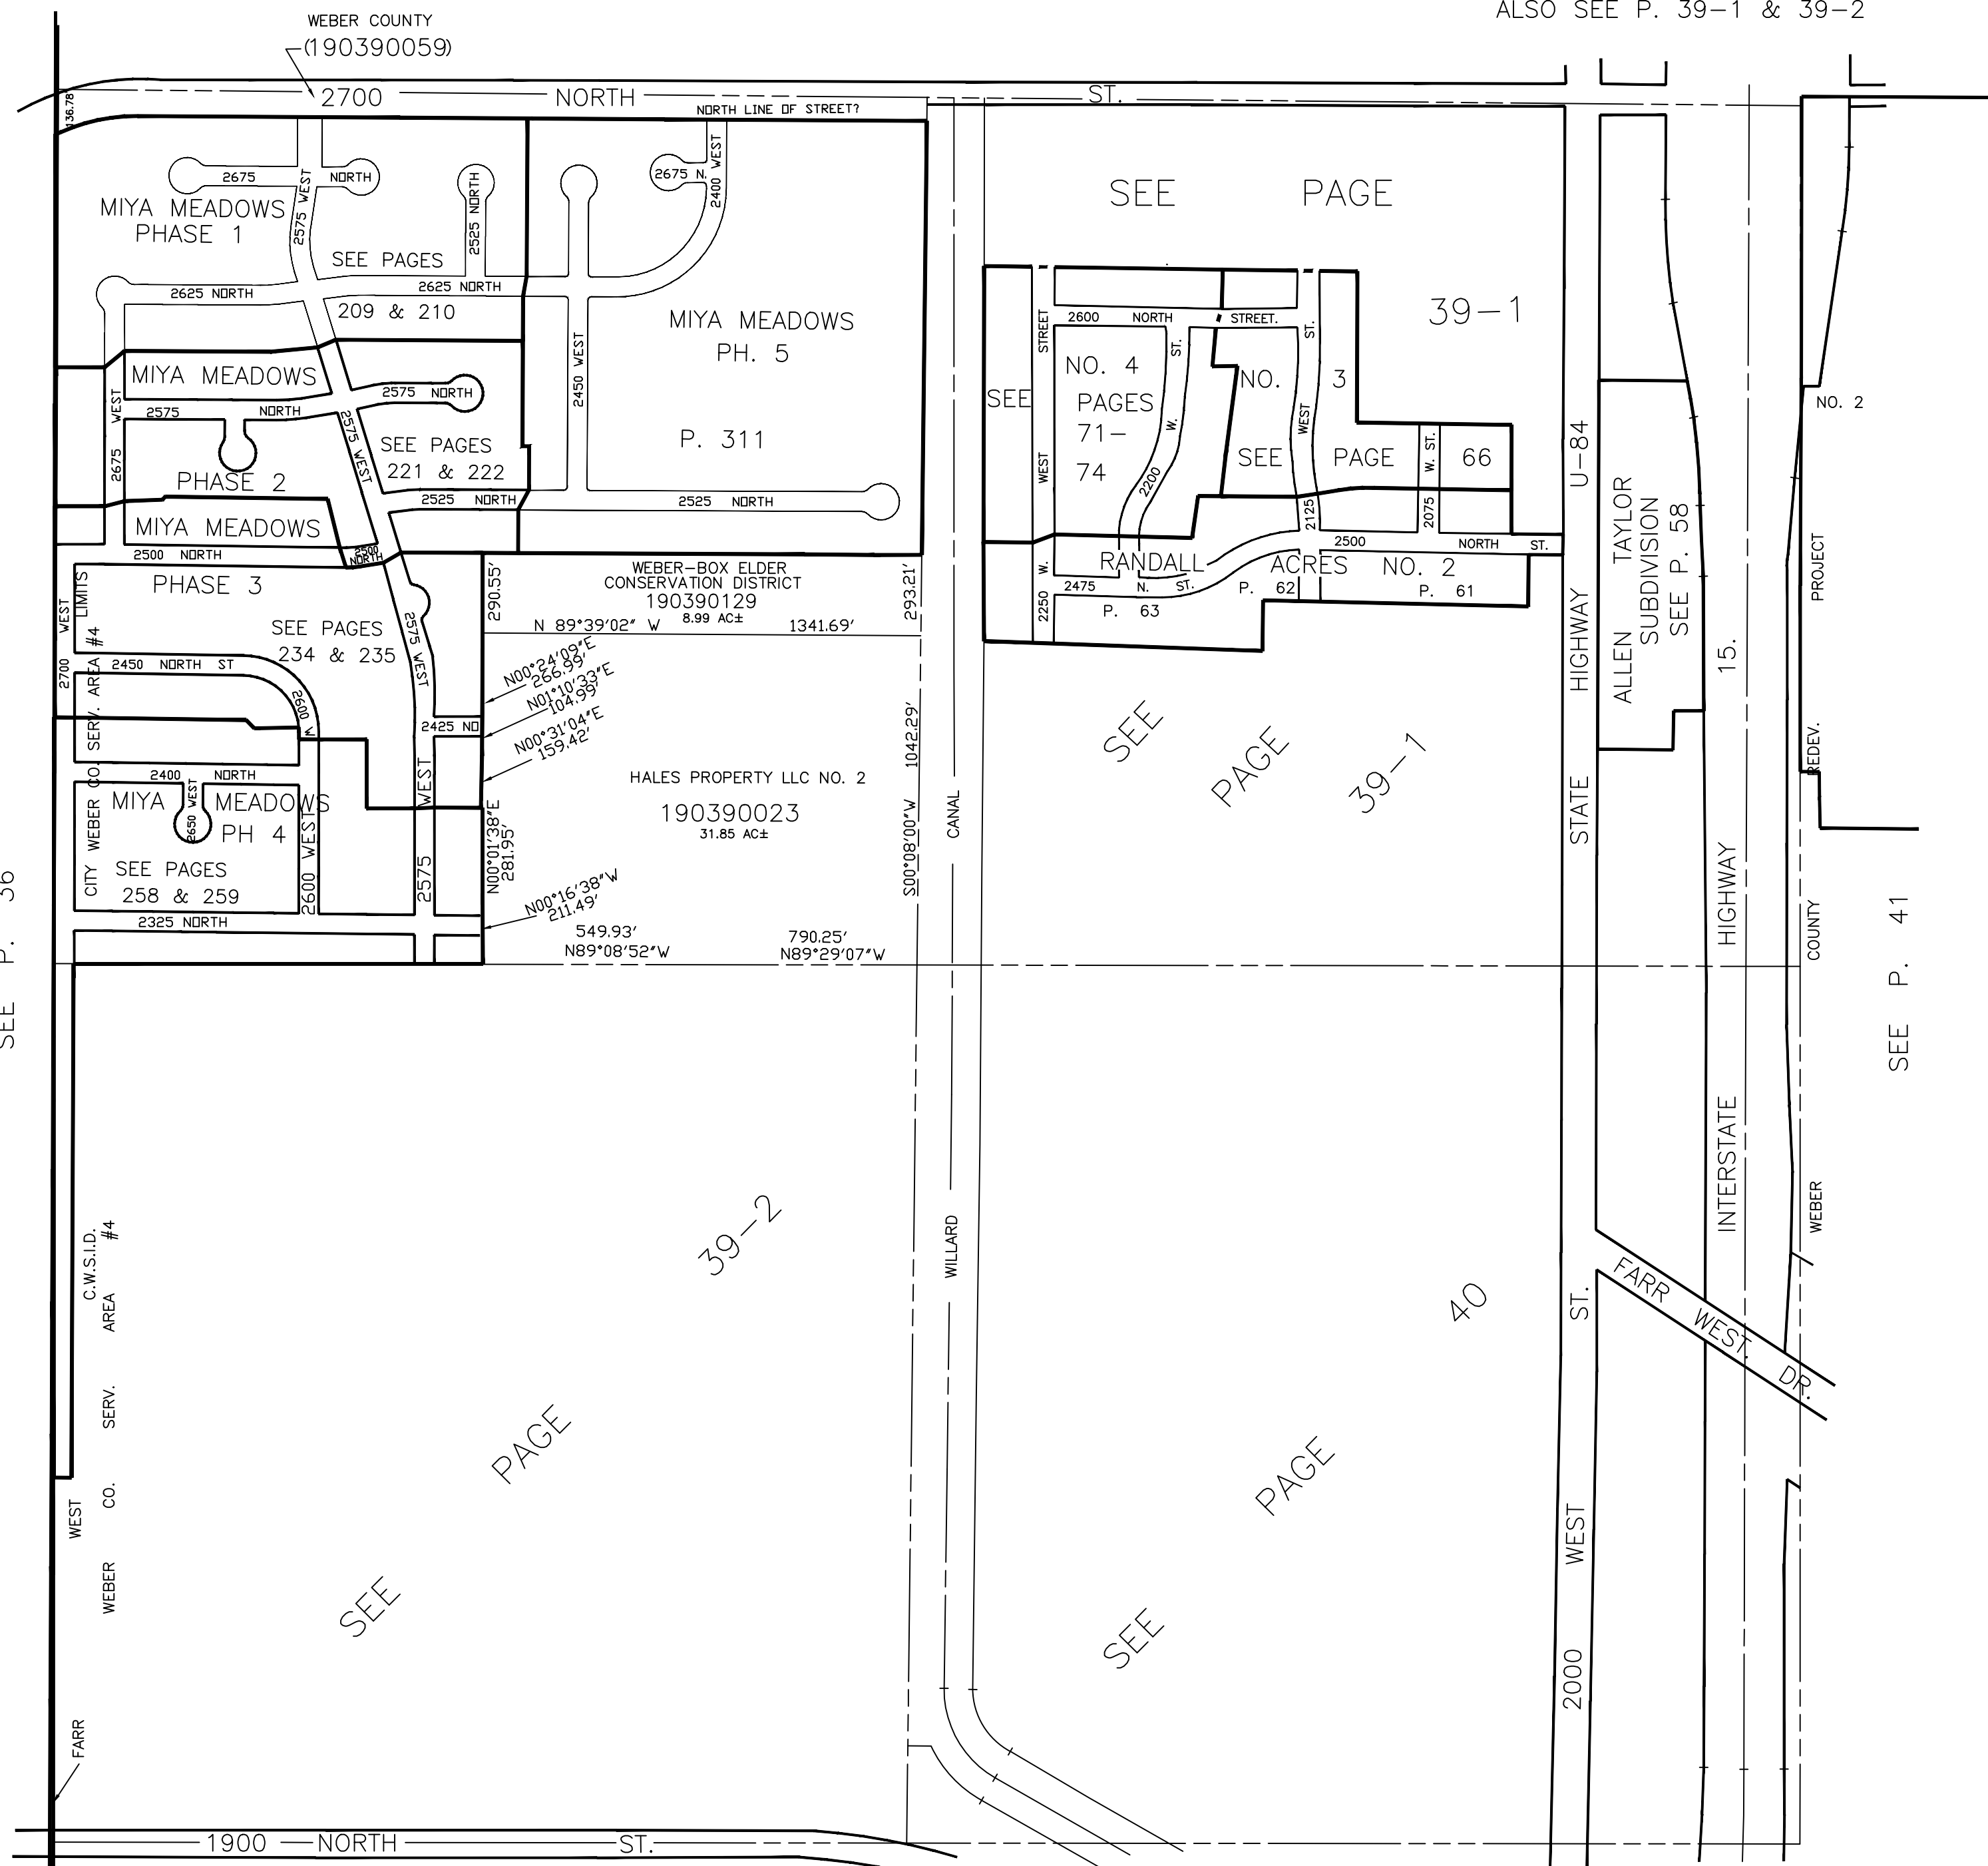 ALSO SEE P. 39-1 & 39-2
WEBER COUNTY
(190390059)
2700 NORTH ST.
NORTH LINE OF STREET?
136.78
2675 NORTH
2575 WEST
2525 NORTH
2675 N.
2400 WEST
MIYA MEADOWS
PHASE 1
SEE PAGES
209 & 210
2625 NORTH
2625 NORTH
MIYA MEADOWS
PH. 5
P. 311
2450 WEST
2525 NORTH
SEE PAGE
39-1
2600 NORTH STREET.
STREET
WEST
2250 W.
SEE
NO. 4
PAGES
71-
74
2200 W. ST.
NO. 3
SEE PAGE 66
2125 WEST ST.
2075 W. ST.
2500 NORTH ST.
RANDALL ACRES NO. 2
2475 N. ST.
P. 63
P. 62
P. 61
MIYA MEADOWS
2575 NORTH
2575 NORTH
2675 WEST
2575 WEST
PHASE 2
SEE PAGES
221 & 222
2525 NORTH
MIYA MEADOWS
2500 NORTH
2500
NORTH
PHASE 3
SEE PAGES
234 & 235
2575 WEST
2450 NORTH ST
2600 W
2425 NO
2700 WEST
CITY WEBER CO. SERV. AREA #4
LIMITS
2400 NORTH
MIYA MEADOWS
PH 4
2650 WEST
SEE PAGES
258 & 259
2600 WEST
2575 WEST
2325 NORTH
WEBER-BOX ELDER
CONSERVATION DISTRICT
190390129
8.99 AC±
290.55'
293.21'
N 89°39'02" W 1341.69'
N00°24'09"E
266.99'
N01°10'33"E
104.99'
N00°31'04"E
159.42'
N00°01'38"E
281.95'
N00°16'38"W
211.49'
HALES PROPERTY LLC NO. 2
190390023
31.85 AC±
S00°08'00"W 1042.29'
549.93'
N89°08'52"W
790.25'
N89°29'07"W
WILLARD CANAL
SEE PAGE 39-1
STATE HIGHWAY U-84
ALLEN TAYLOR
SUBDIVISION
SEE P. 58
INTERSTATE HIGHWAY 15.
WEBER COUNTY REDEV. PROJECT
NO. 2
SEE P. 36
SEE P. 41
SEE PAGE 39-2
SEE PAGE 40
C.W.S.I.D.
WEBER CO. SERV. AREA #4
FARR WEST
2000 WEST ST.
FARR WEST. DR.
1900 NORTH ST.